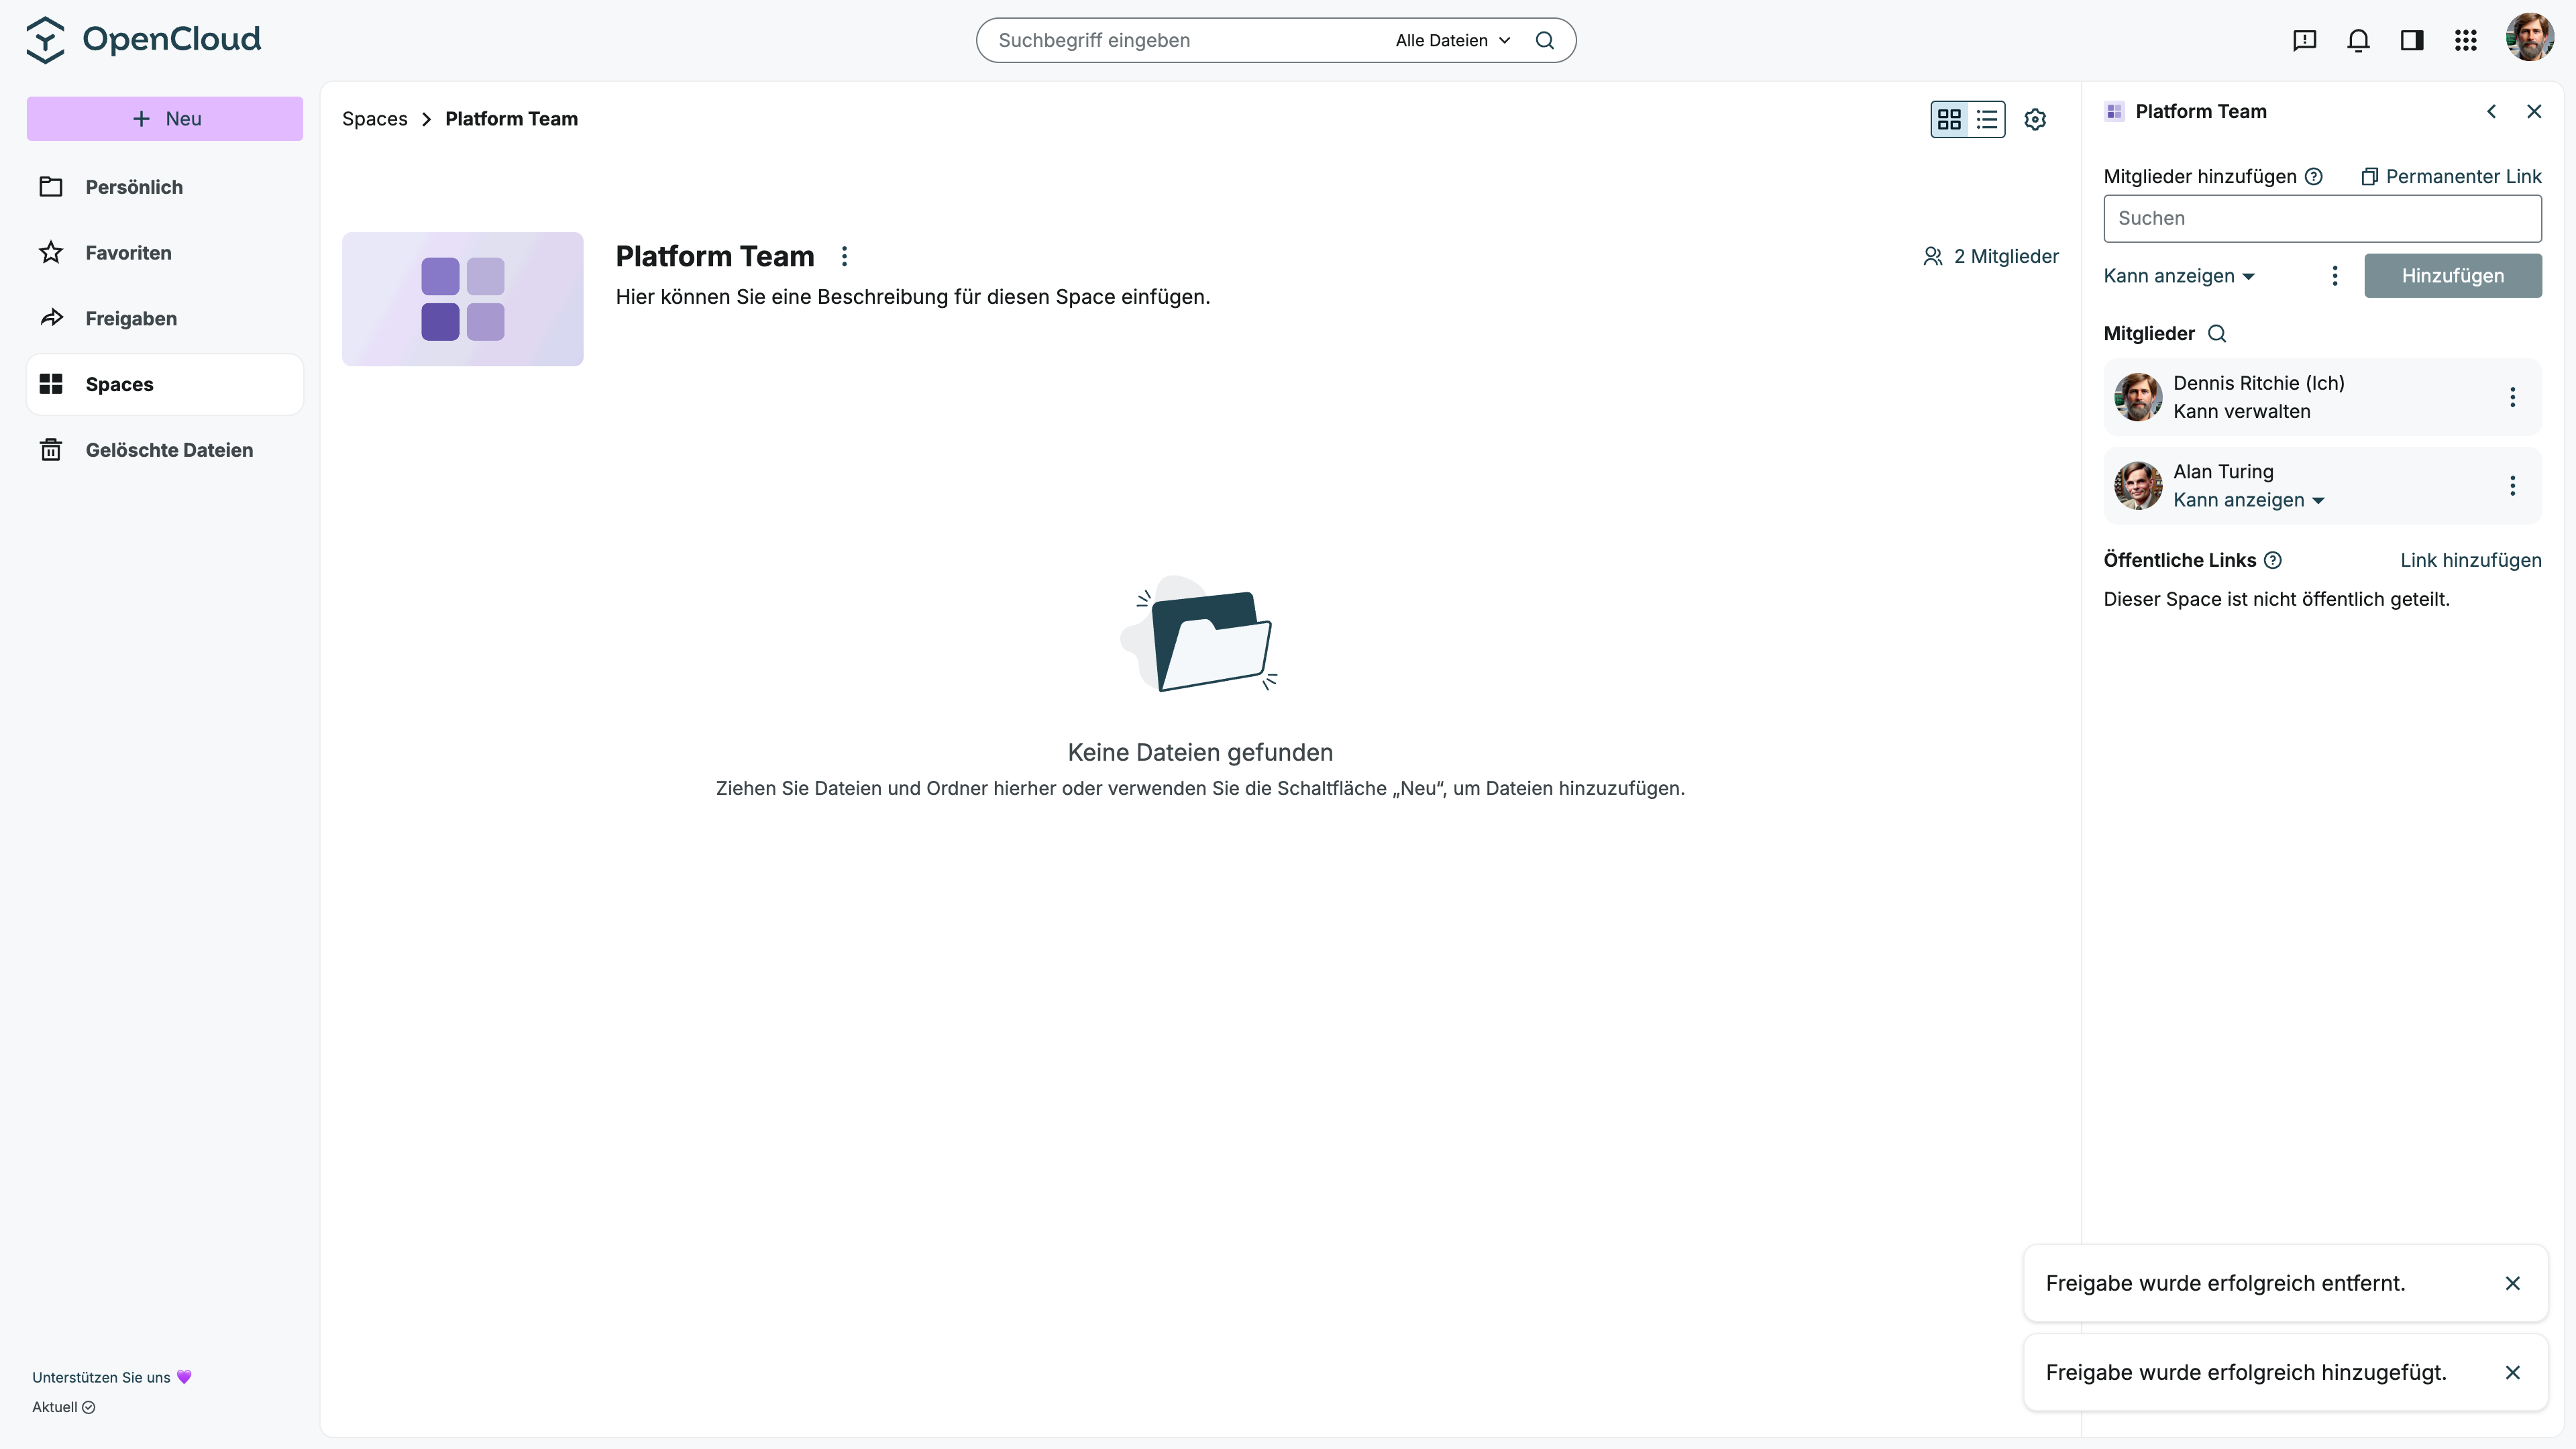 OpenCloud
Suchbegriff eingeben
Alle Dateien
Neu
Persönlich
Favoriten
Freigaben
Spaces
Gelöschte Dateien
Unterstützen Sie uns 💜
Aktuell
Spaces > Platform Team
Platform Team
2 Mitglieder
Hier können Sie eine Beschreibung für diesen Space einfügen.
Keine Dateien gefunden
Ziehen Sie Dateien und Ordner hierher oder verwenden Sie die Schaltfläche „Neu“, um Dateien hinzuzufügen.
Platform Team
Mitglieder hinzufügen
Permanenter Link
Suchen
Kann anzeigen
Hinzufügen
Mitglieder
Dennis Ritchie (Ich)
Kann verwalten
Alan Turing
Kann anzeigen
Öffentliche Links
Link hinzufügen
Dieser Space ist nicht öffentlich geteilt.
Freigabe wurde erfolgreich entfernt.
Freigabe wurde erfolgreich hinzugefügt.